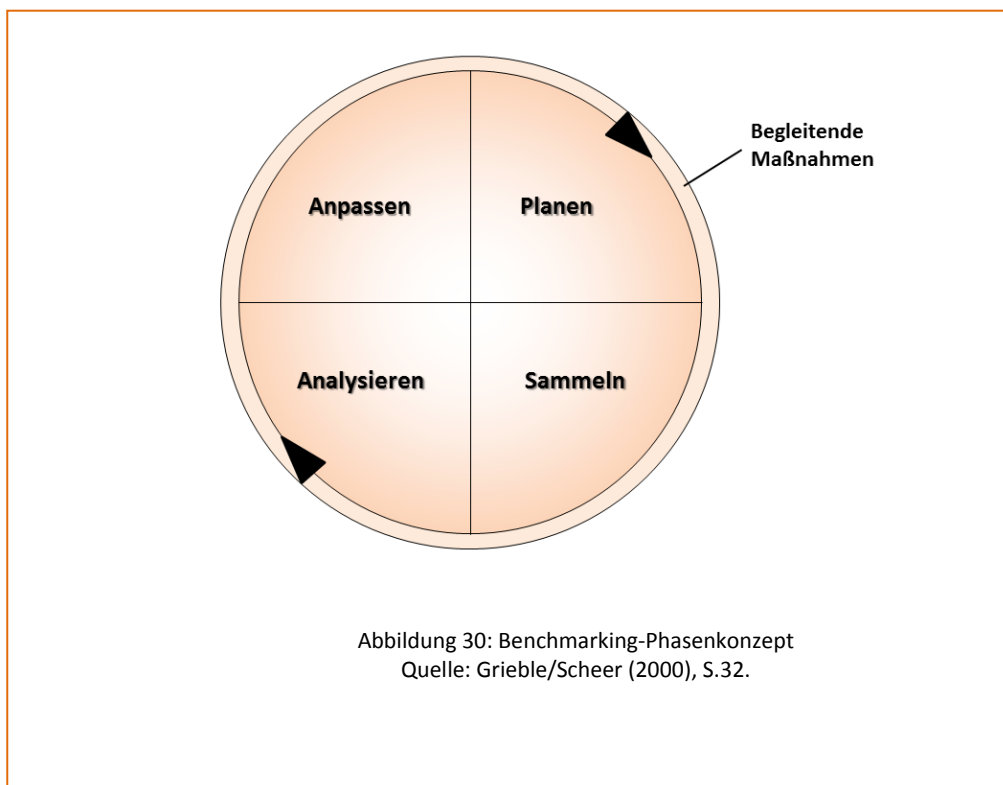 Begleitende
Maßnahmen
Anpassen
Planen
Analysieren
Sammeln
Abbildung 30: Benchmarking-Phasenkonzept
Quelle: Grieble/Scheer (2000), S.32.